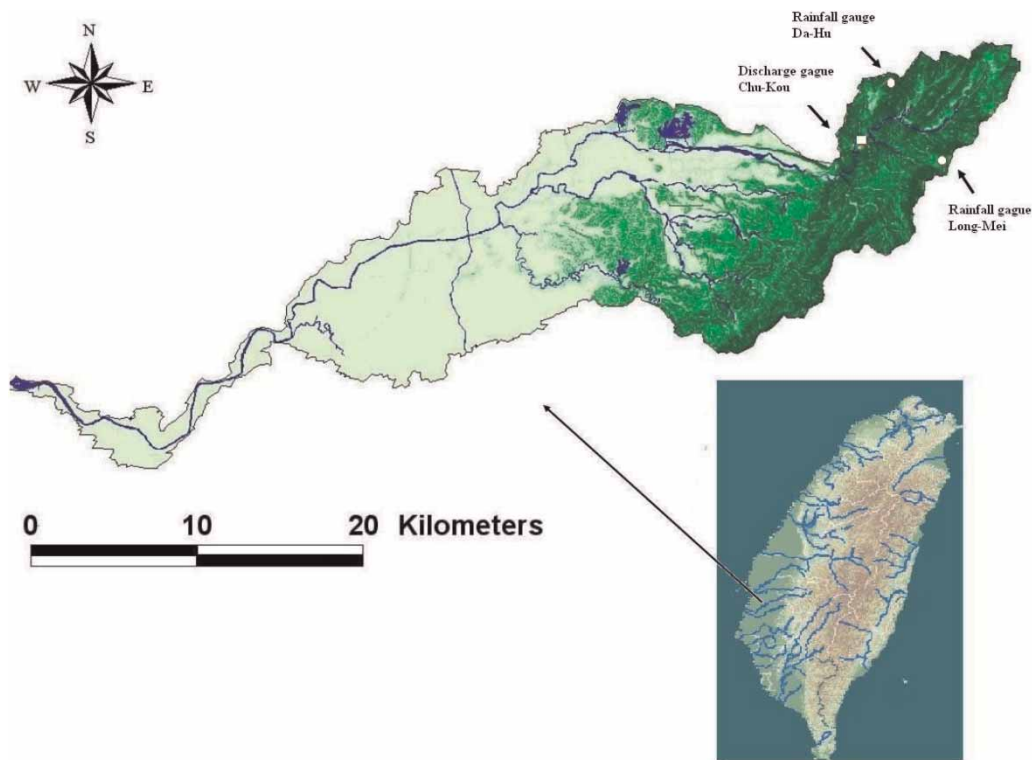 N
W E
S
Rainfall gauge
Da-Hu
Discharge gague
Chu-Kou
Rainfall gague
Long-Mei
0 10 20 Kilometers